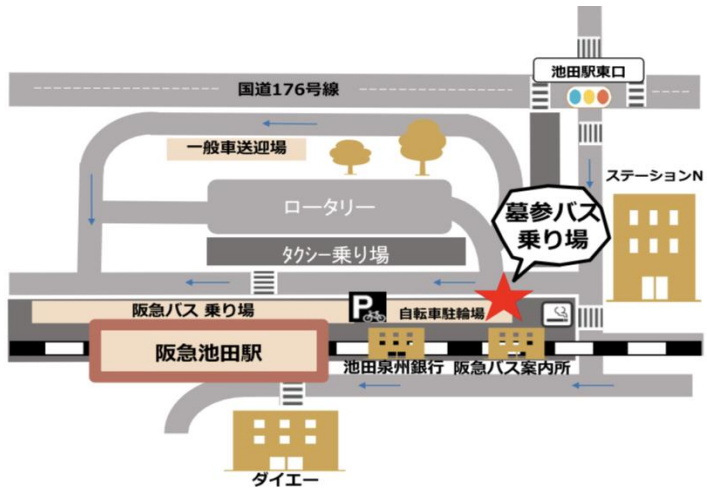 池田駅東口
国道176号線
一般車送迎場
ステーションN
ロータリー
墓参バス
乗り場
タクシー乗り場
阪急バス 乗り場
P
自転車駐輪場
阪急池田駅
池田泉州銀行
阪急バス案内所
ダイエー